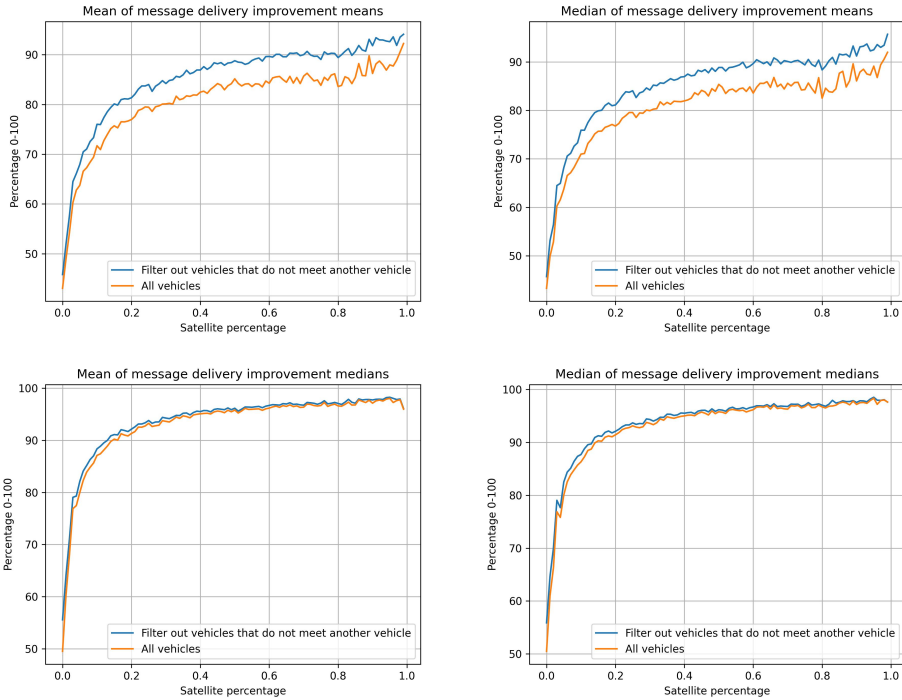 Mean of message delivery improvement means
Percentage 0-100
90
80
70
60
50
Filter out vehicles that do not meet another vehicle
All vehicles
0.0 0.2 0.4 0.6 0.8 1.0
Satellite percentage
Median of message delivery improvement means
Percentage 0-100
90
80
70
60
50
Filter out vehicles that do not meet another vehicle
All vehicles
0.0 0.2 0.4 0.6 0.8 1.0
Satellite percentage
Mean of message delivery improvement medians
Percentage 0-100
100
90
80
70
60
50
Filter out vehicles that do not meet another vehicle
All vehicles
0.0 0.2 0.4 0.6 0.8 1.0
Satellite percentage
Median of message delivery improvement medians
Percentage 0-100
100
90
80
70
60
50
Filter out vehicles that do not meet another vehicle
All vehicles
0.0 0.2 0.4 0.6 0.8 1.0
Satellite percentage